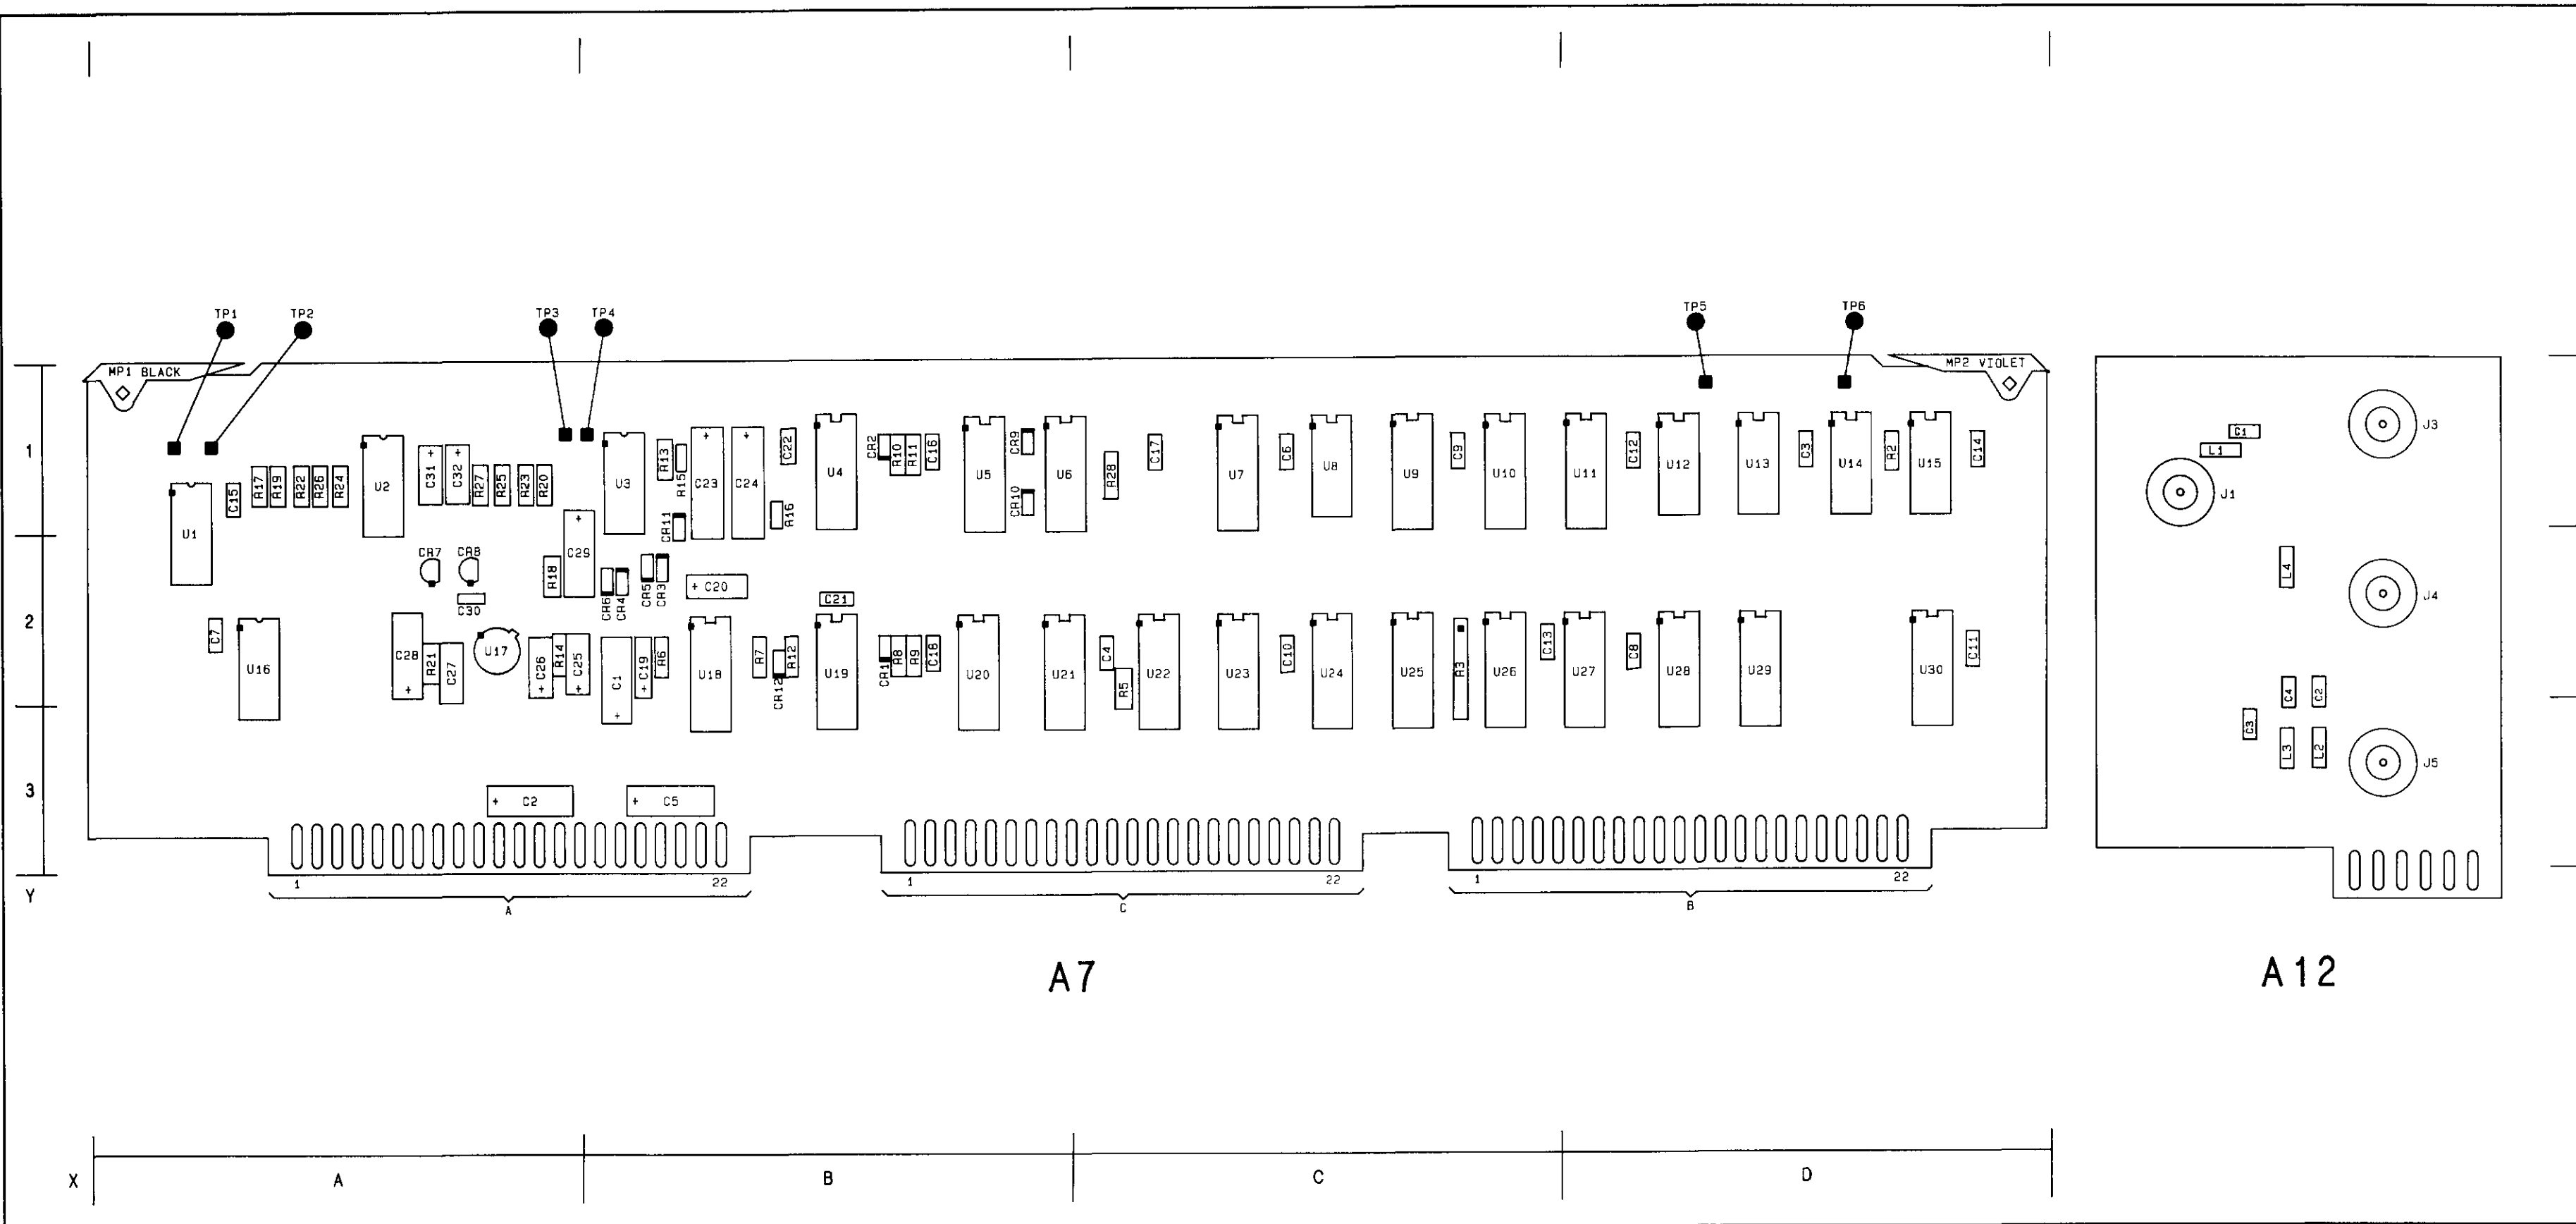 TP1 TP2 TP3 TP4 TP5 TP6
MP1 BLACK
MP2 VIOLET
1
U1
C15
R17
R19
R22
R26
R24
U2
C31 +
C32 +
R27
R25
R23
R20
+ C29
U3
R13
R15
CR11
+ C23
+ C24
C22
R16
U4
CR2
R10
R11
C16
U5
CR9
CR10
U6
R28
C17
U7
C6
U8
U9
C9
U10
U11
C12
U12
U13
C3
U14
R2
U15
C14
2
CR7
CR8
C30
R18
CR6
CR4
CR5
CR3
+ C20
C21
C7
U16
C28 +
R21
C27
U17
C26 +
R14
C25 +
C1 +
C19 +
R6
U18
R7
CR12
R12
U19
CR1
R8
R9
C18
U20
U21
C4
R5
U22
U23
C10
U24
U25
R3
U26
C13
U27
C8
U28
U29
U30
C11
3
+ C2
+ C5
Y
1 22
A
1 22
C
1 22
B
A7
C1
L1
J1
J3
L4
J4
C4
C2
C3
L3
L2
J5
A12
X A B C D